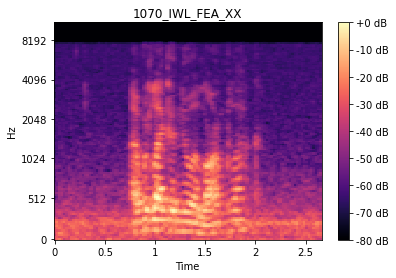 1070_IWL_FEA_XX
+0 dB
8192
-10 dB
4096
-20 dB
-30 dB
2048
Hz
-40 dB
1024
-50 dB
512
-60 dB
-70 dB
0
-80 dB
0 0.5 1 1.5 2 2.5
Time